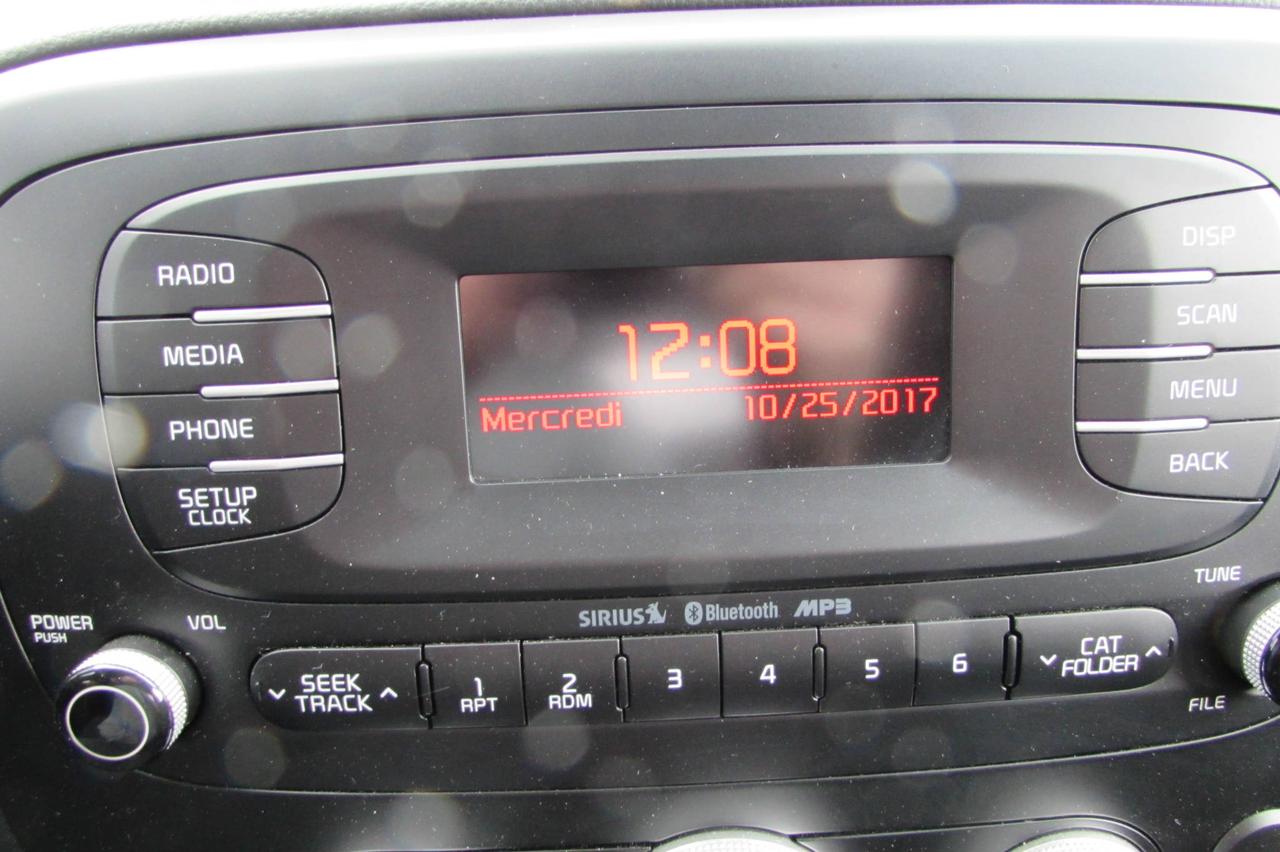 RADIO
MEDIA
PHONE
SETUP
CLOCK
12:08
Mercredi 10/25/2017
DISP
SCAN
MENU
BACK
POWER
PUSH
VOL
SIRIUS Bluetooth MP3
TUNE
FILE
SEEK
TRACK
1
RPT
2
RDM
3
4
5
6
CAT
FOLDER